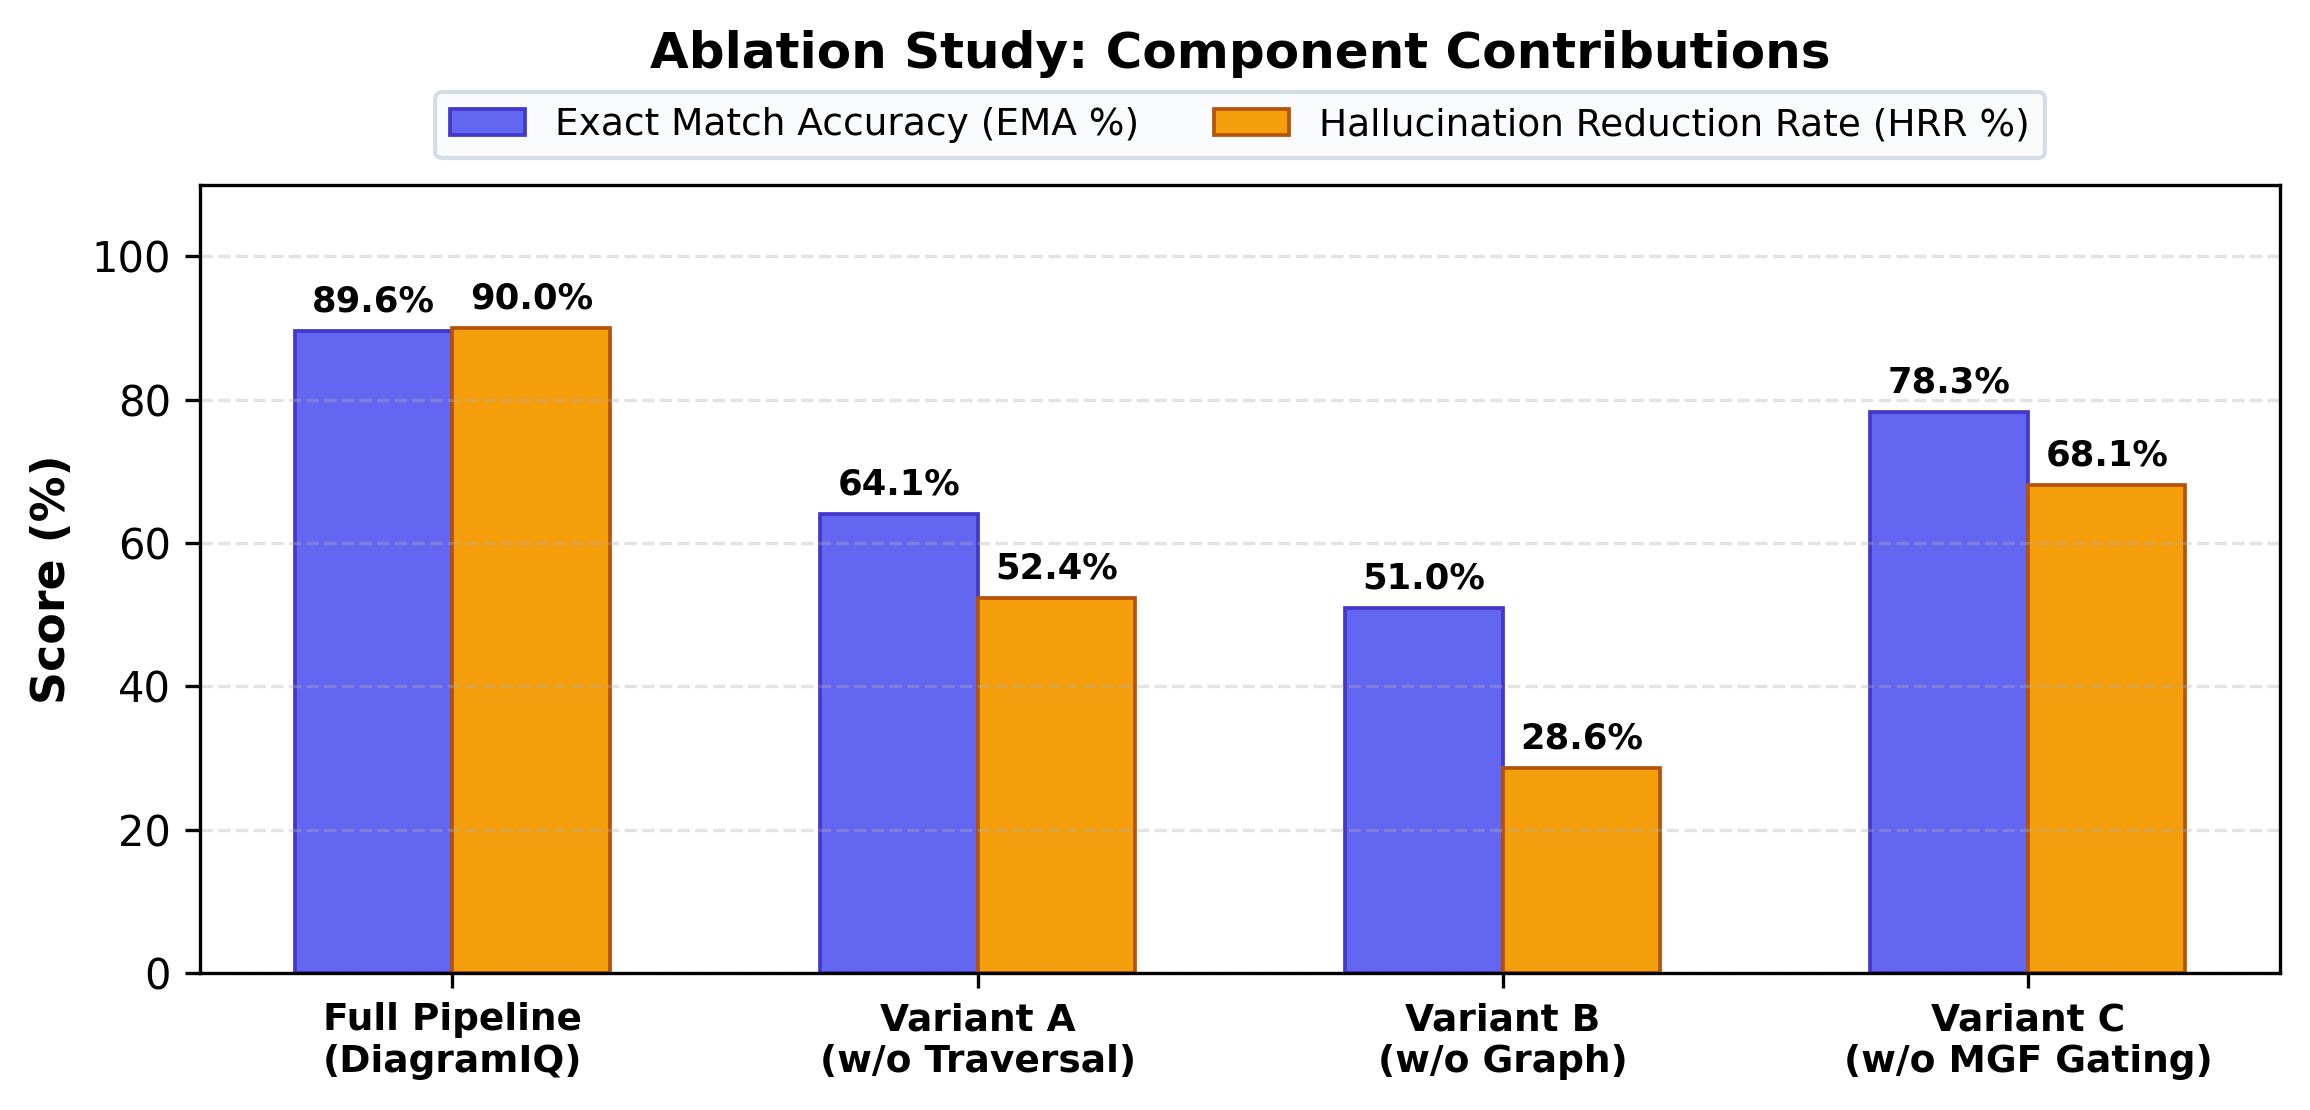 Ablation Study: Component Contributions
Exact Match Accuracy (EMA %) Hallucination Reduction Rate (HRR %)
Score (%)
100
80
60
40
20
0
89.6% 90.0%
64.1% 52.4%
51.0% 28.6%
78.3% 68.1%
Full Pipeline
(DiagramIQ)
Variant A
(w/o Traversal)
Variant B
(w/o Graph)
Variant C
(w/o MGF Gating)